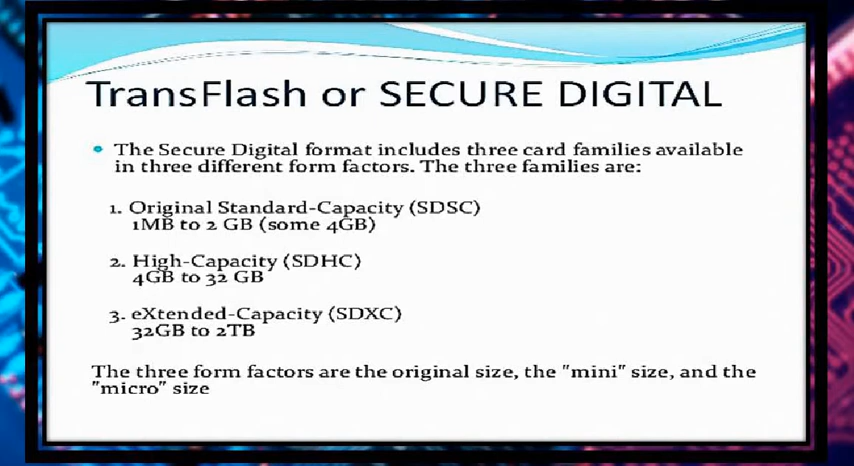 TransFlash or SECURE DIGITAL
The Secure Digital format includes three card families available
in three different form factors. The three families are:
1. Original Standard-Capacity (SDSC)
1MB to 2 GB (some 4GB)
2. High-Capacity (SDHC)
4GB to 32 GB
3. eXtended-Capacity (SDXC)
32GB to 2TB
The three form factors are the original size, the "mini" size, and the
"micro" size